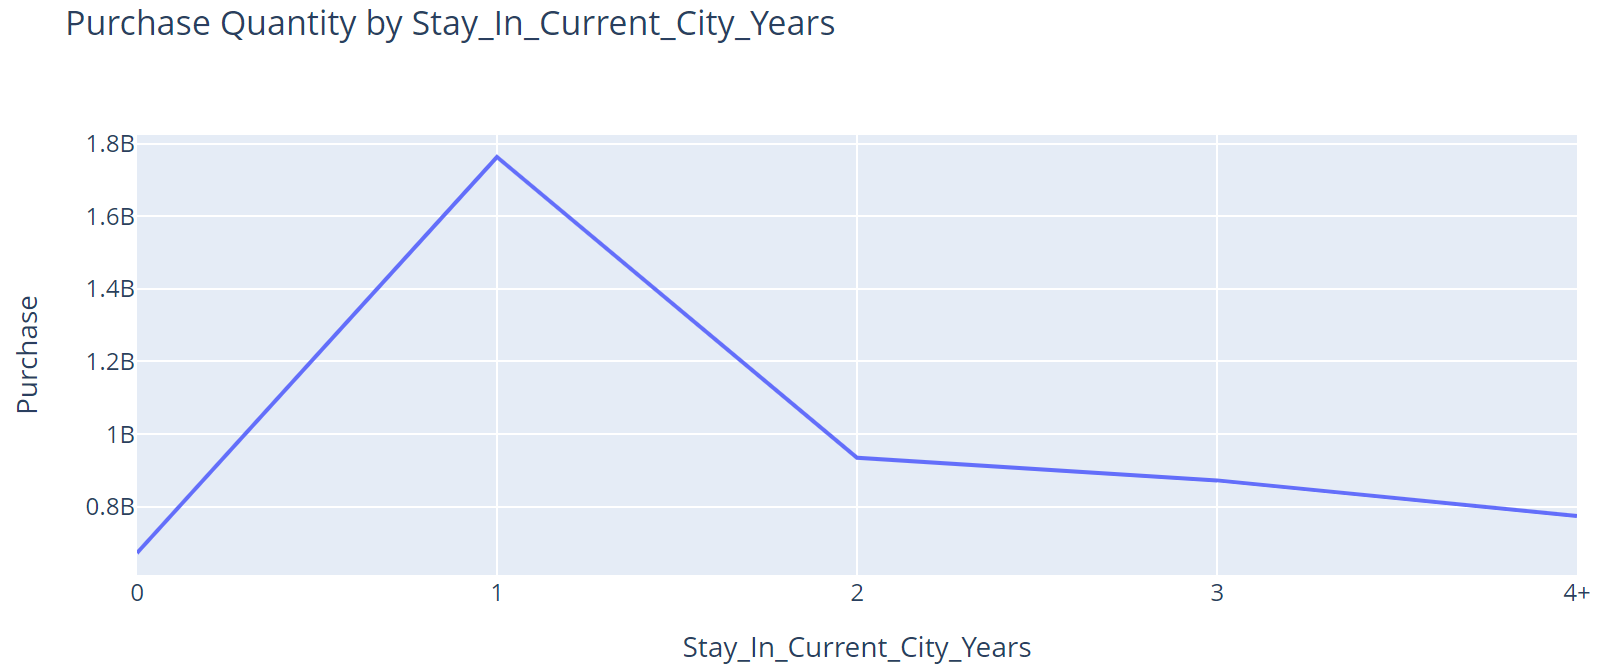 Purchase Quantity by Stay_In_Current_City_Years
1.8B
1.6B
1.4B
1.2B
1B
0.8B
Purchase
0 1 2 3 4+
Stay_In_Current_City_Years